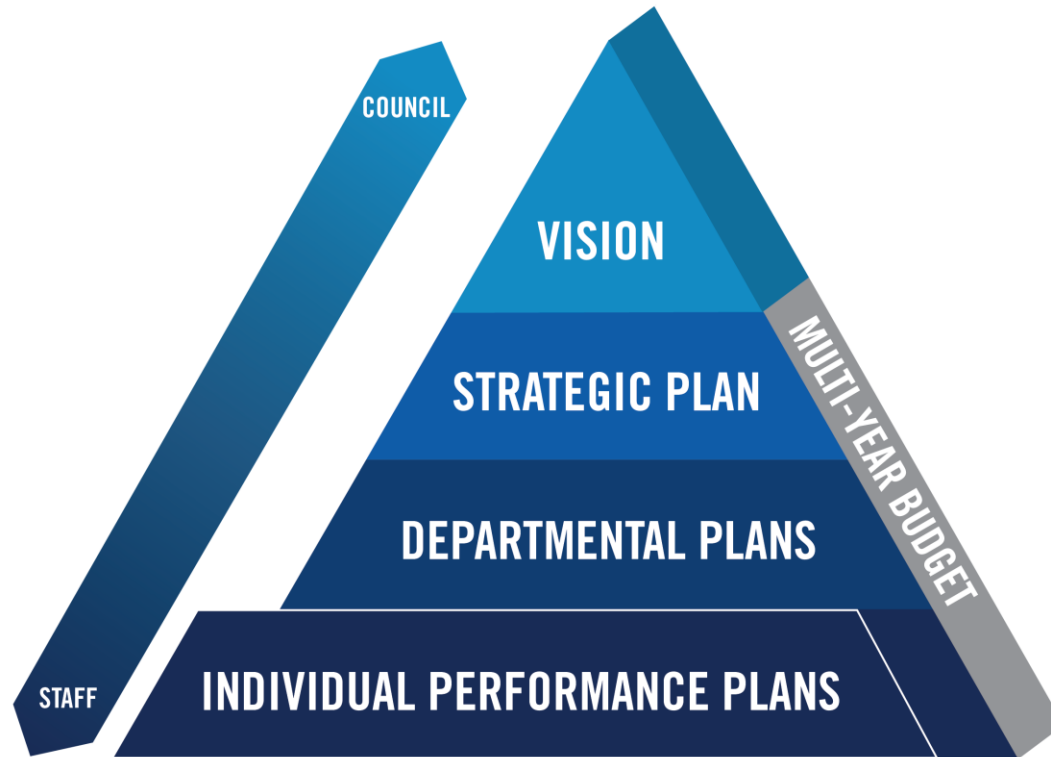 COUNCIL
VISION
STRATEGIC PLAN
MULTI-YEAR BUDGET
DEPARTMENTAL PLANS
INDIVIDUAL PERFORMANCE PLANS
STAFF